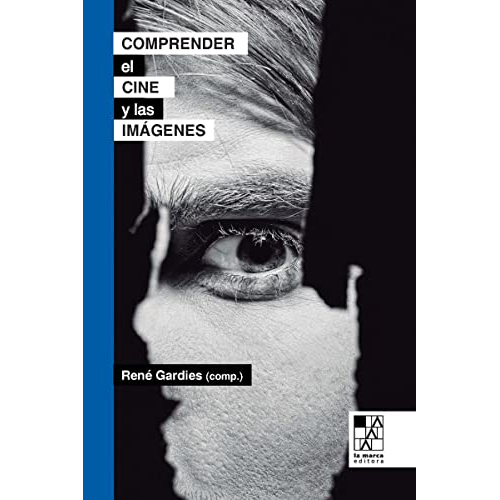 COMPRENDER
el
CINE
y las
IMÁGENES
René Gardies (comp.)
la marca
editora